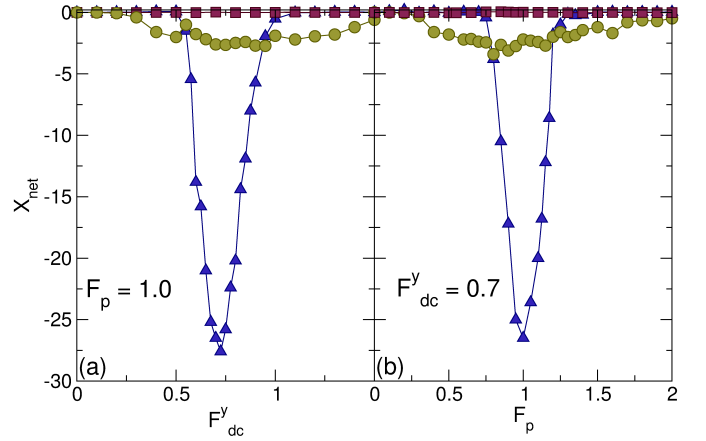 0
-5
-10
-15
-20
-25
-30
X_net
F_p = 1.0
F^y_dc = 0.7
(a)
(b)
0 0.5 1 0 0.5 1 1.5 2
F^y_dc
F_p